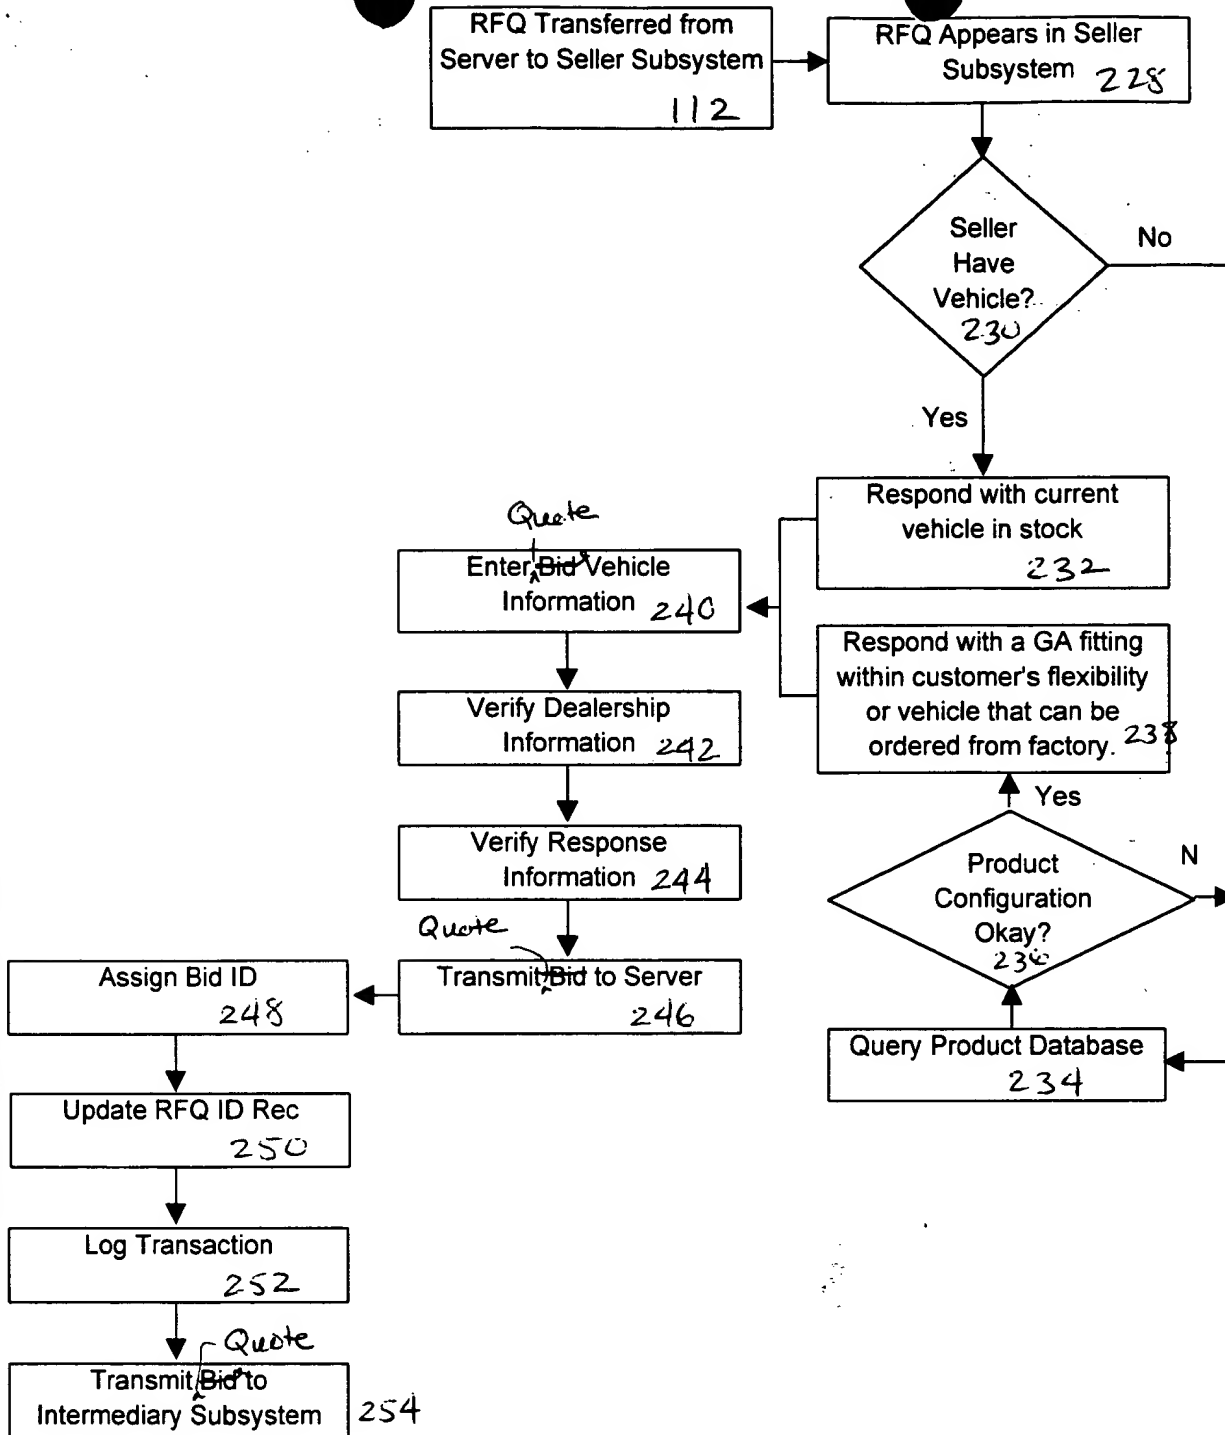 RFQ Transferred from
Server to Seller Subsystem
112
RFQ Appears in Seller
Subsystem 228
Seller
Have
Vehicle?
230
No
Yes
Respond with current
vehicle in stock
232
Quote
Enter Bid Vehicle
Information 240
Respond with a GA fitting
within customer's flexibility
or vehicle that can be
ordered from factory. 238
Verify Dealership
Information 242
Yes
Verify Response
Information 244
Product
Configuration
Okay?
236
N
Quote
Transmit Bid to Server
246
Assign Bid ID
248
Query Product Database
234
Update RFQ ID Rec
250
Log Transaction
252
Quote
Transmit Bid to
Intermediary Subsystem 254